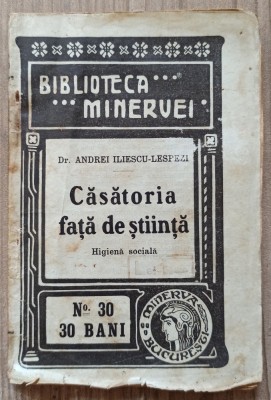 BIBLIOTECA
MINERVEI
Dr. ANDREI ILIESCU-LESPEZI
Căsătoria
față de știință
Higienă socială
No. 30
30 BANI
MINERVA
BUCUREȘTI